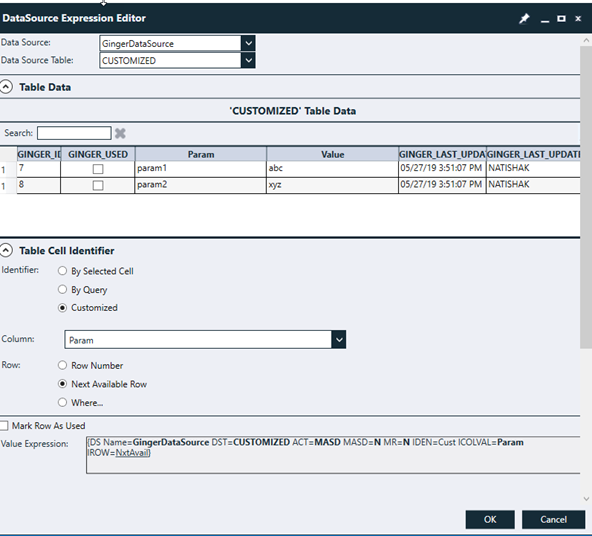 DataSource Expression Editor
Data Source: GingerDataSource
Data Source Table: CUSTOMIZED
Table Data
'CUSTOMIZED' Table Data
Search:
GINGER_ID GINGER_USED Param Value GINGER_LAST_UPDA GINGER_LAST_UPDATE
1 7 param1 abc 05/27/19 3:51:07 PM NATISHAK
1 8 param2 xyz 05/27/19 3:51:07 PM NATISHAK
Table Cell Identifier
Identifier: By Selected Cell
By Query
Customized
Column: Param
Row: Row Number
Next Available Row
Where...
Mark Row As Used
Value Expression: {DS Name=GingerDataSource DST=CUSTOMIZED ACT=MASD MASD=N MR=N IDEN=Cust ICOLVAL=Param
IROW=NxtAvail}
OK Cancel